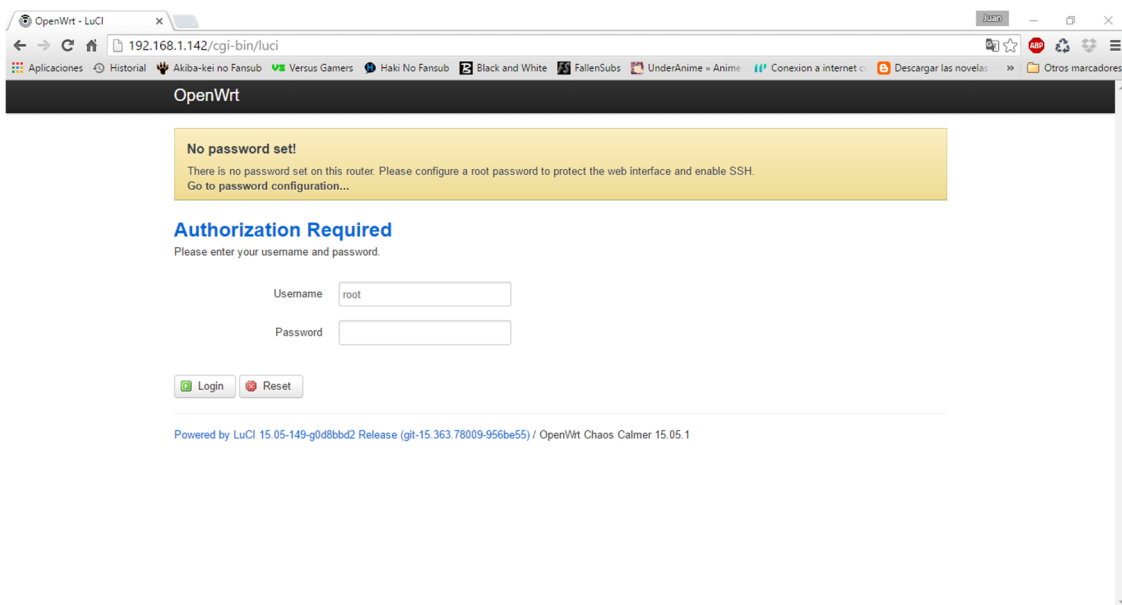 OpenWrt - LuCI
Juan
192.168.1.142/cgi-bin/luci
ABP
Aplicaciones Historial Akiba-kei no Fansub VS Versus Gamers Haki No Fansub Black and White FS FallenSubs UnderAnime » Anime Conexion a internet Descargar las novelas » Otros marcadores
OpenWrt
No password set!
There is no password set on this router. Please configure a root password to protect the web interface and enable SSH.
Go to password configuration...
Authorization Required
Please enter your username and password.
Username root
Password
Login Reset
Powered by LuCI 15.05-149-g0d8bbd2 Release (git-15.363.78009-956be55) / OpenWrt Chaos Calmer 15.05.1